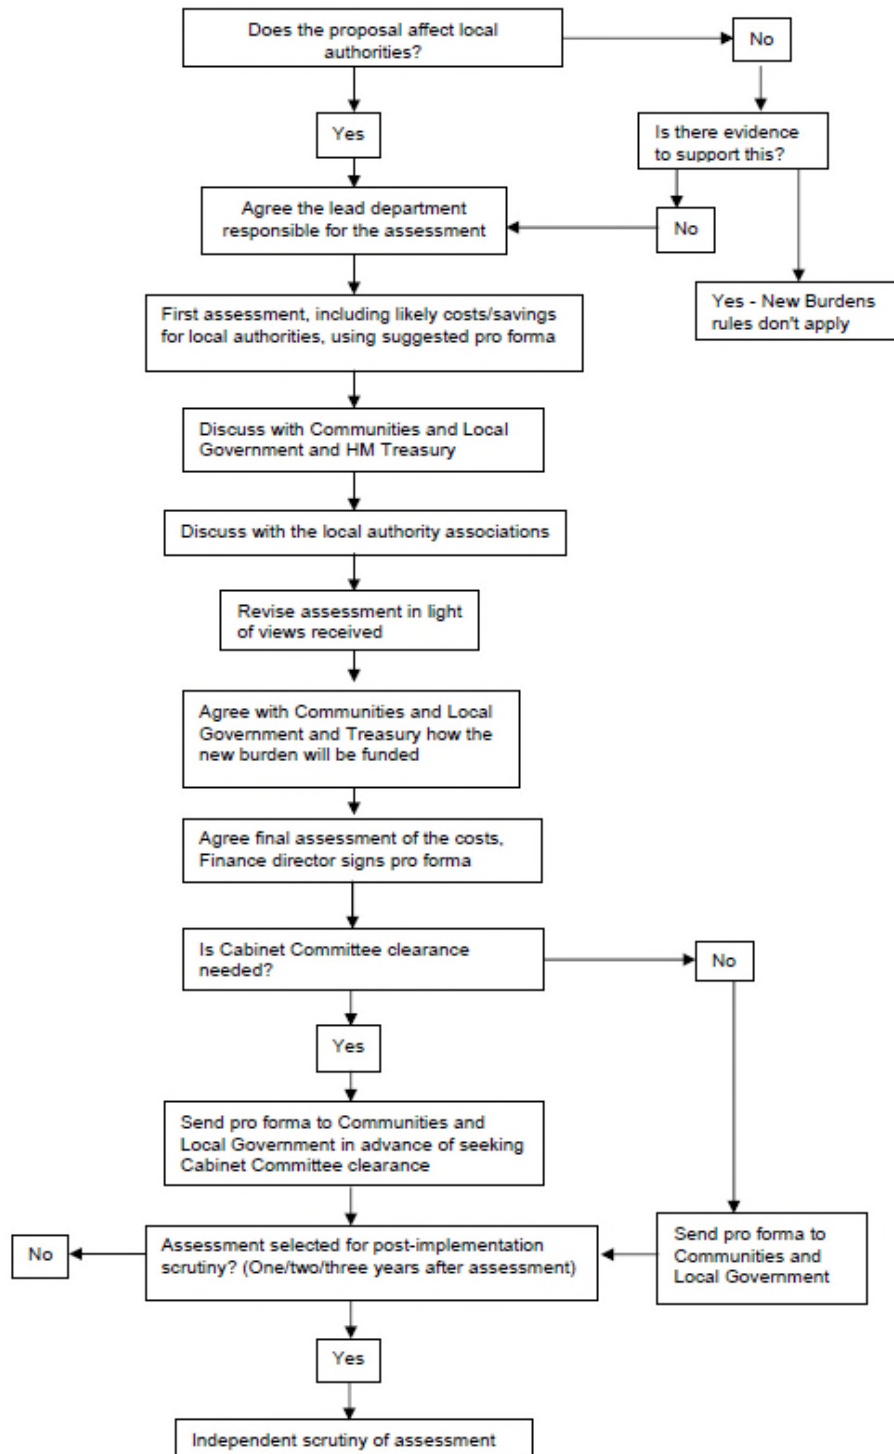 Does the proposal affect local
authorities?
No
Yes
Is there evidence
to support this?
Agree the lead department
responsible for the assessment
No
Yes - New Burdens
rules don't apply
First assessment, including likely costs/savings
for local authorities, using suggested pro forma
Discuss with Communities and Local
Government and HM Treasury
Discuss with the local authority associations
Revise assessment in light
of views received
Agree with Communities and Local
Government and Treasury how the
new burden will be funded
Agree final assessment of the costs,
Finance director signs pro forma
Is Cabinet Committee clearance
needed?
No
Yes
Send pro forma to Communities and
Local Government in advance of seeking
Cabinet Committee clearance
No
Assessment selected for post-implementation
scrutiny? (One/two/three years after assessment)
Send pro forma to
Communities and
Local Government
Yes
Independent scrutiny of assessment